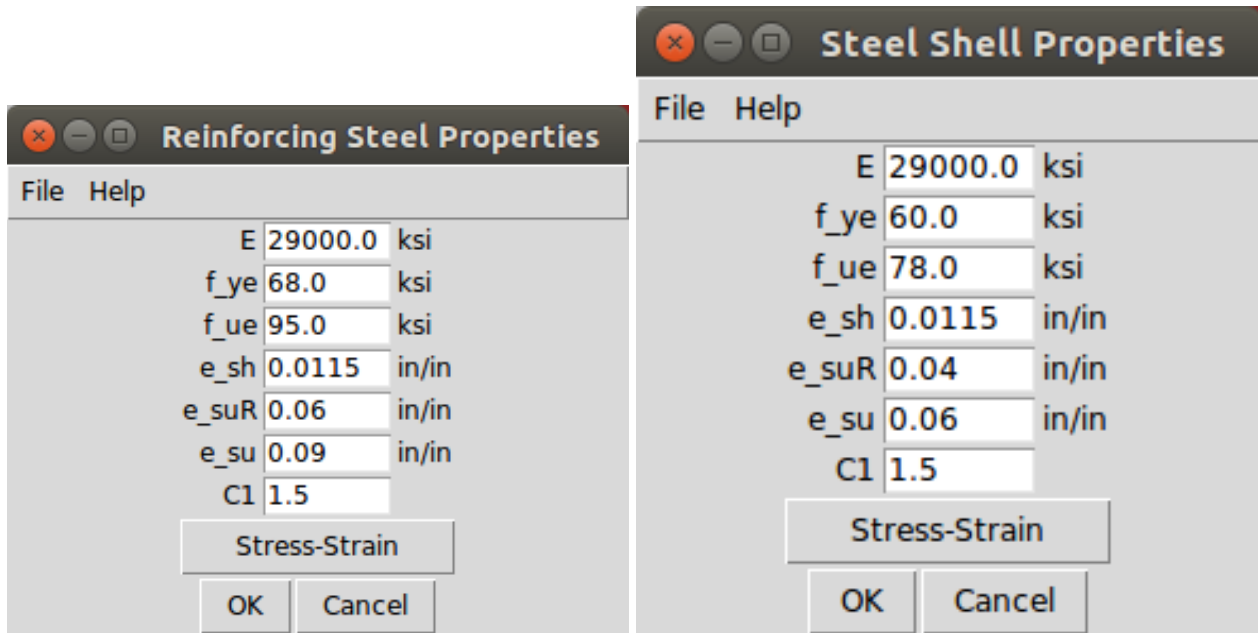 Reinforcing Steel Properties
File Help
E 29000.0 ksi
f_ye 68.0 ksi
f_ue 95.0 ksi
e_sh 0.0115 in/in
e_suR 0.06 in/in
e_su 0.09 in/in
C1 1.5
Stress-Strain
OK Cancel
Steel Shell Properties
File Help
E 29000.0 ksi
f_ye 60.0 ksi
f_ue 78.0 ksi
e_sh 0.0115 in/in
e_suR 0.04 in/in
e_su 0.06 in/in
C1 1.5
Stress-Strain
OK Cancel